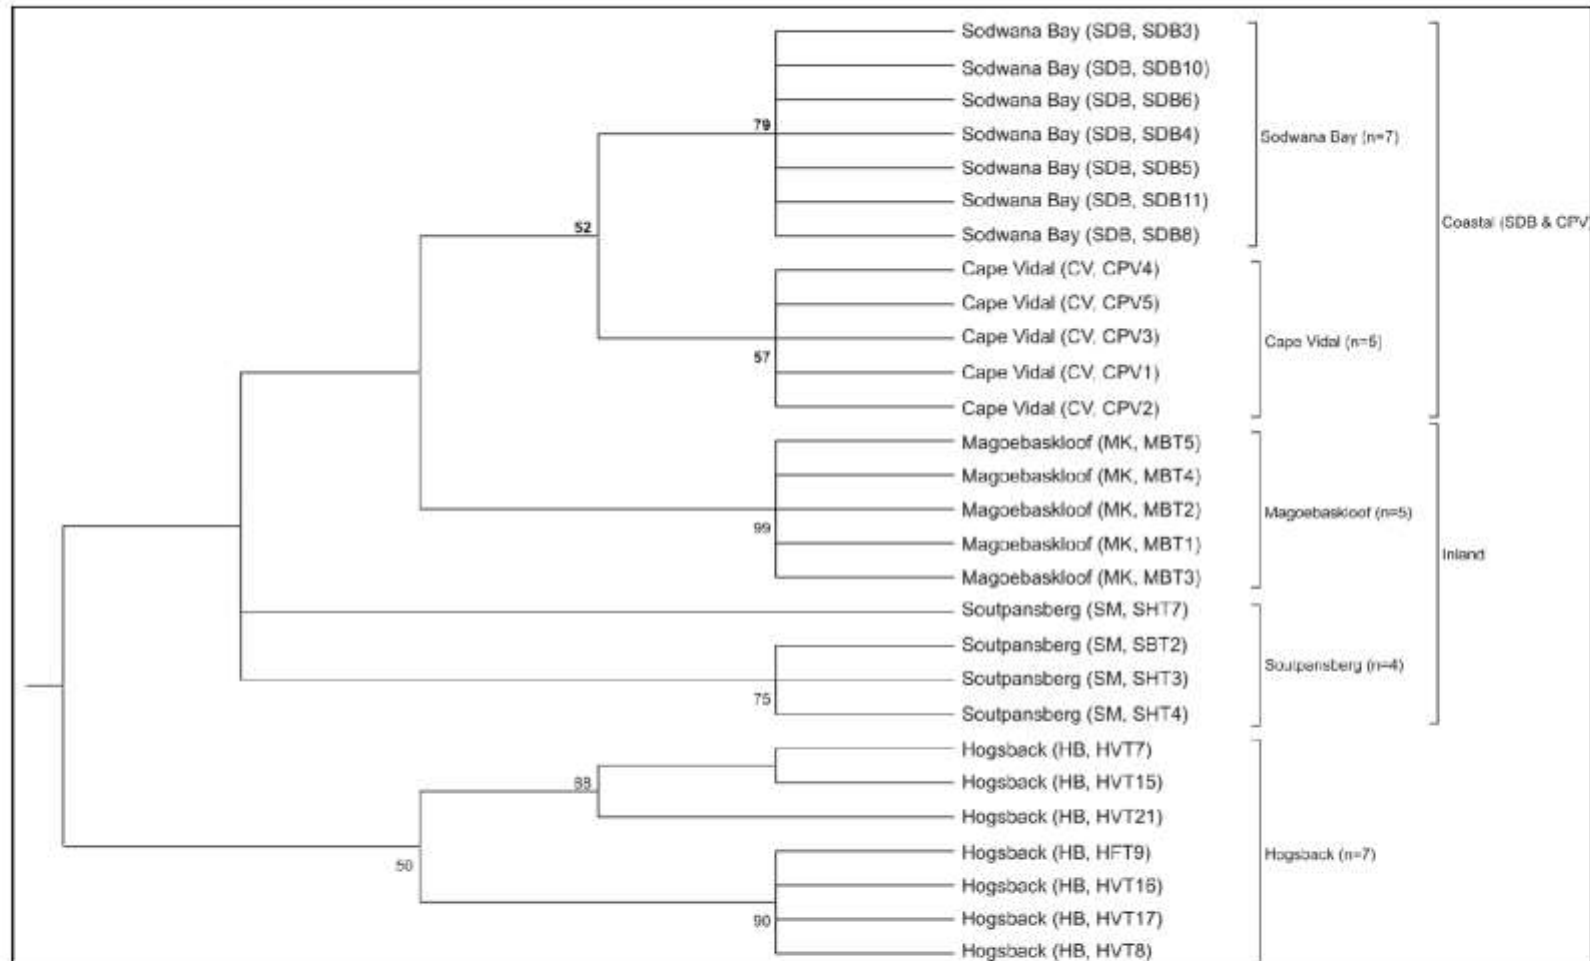 Sodwana Bay (SDB, SDB3)
Sodwana Bay (SDB, SDB10)
Sodwana Bay (SDB, SDB6)
79
Sodwana Bay (SDB, SDB4)
Sodwana Bay (n=7)
Sodwana Bay (SDB, SDB5)
Sodwana Bay (SDB, SDB11)
52
Sodwana Bay (SDB, SDB8)
Coastal (SDB & CPV)
Cape Vidal (CV, CPV4)
Cape Vidal (CV, CPV5)
Cape Vidal (CV, CPV3)
Cape Vidal (n=5)
57
Cape Vidal (CV, CPV1)
Cape Vidal (CV, CPV2)
Magoebaskloof (MK, MBT5)
Magoebaskloof (MK, MBT4)
Magoebaskloof (MK, MBT2)
Magoebaskloof (n=5)
99
Magoebaskloof (MK, MBT1)
Inland
Magoebaskloof (MK, MBT3)
Soutpansberg (SM, SHT7)
Soutpansberg (SM, SBT2)
Soutpansberg (n=4)
Soutpansberg (SM, SHT3)
75
Soutpansberg (SM, SHT4)
Hogsback (HB, HVT7)
88
Hogsback (HB, HVT15)
Hogsback (HB, HVT21)
50
Hogsback (HB, HFT9)
Hogsback (n=7)
Hogsback (HB, HVT16)
90
Hogsback (HB, HVT17)
Hogsback (HB, HVT8)